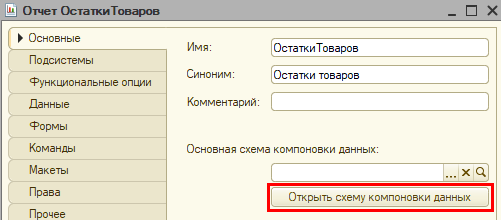 Отчет ОстаткиТоваров
Основные
Подсистемы
Функциональные опции
Данные
Формы
Команды
Макеты
Права
Прочее
Имя: ОстаткиТоваров
Синоним: Остатки товаров
Комментарий:
Основная схема компоновки данных:
...
Открыть схему компоновки данных